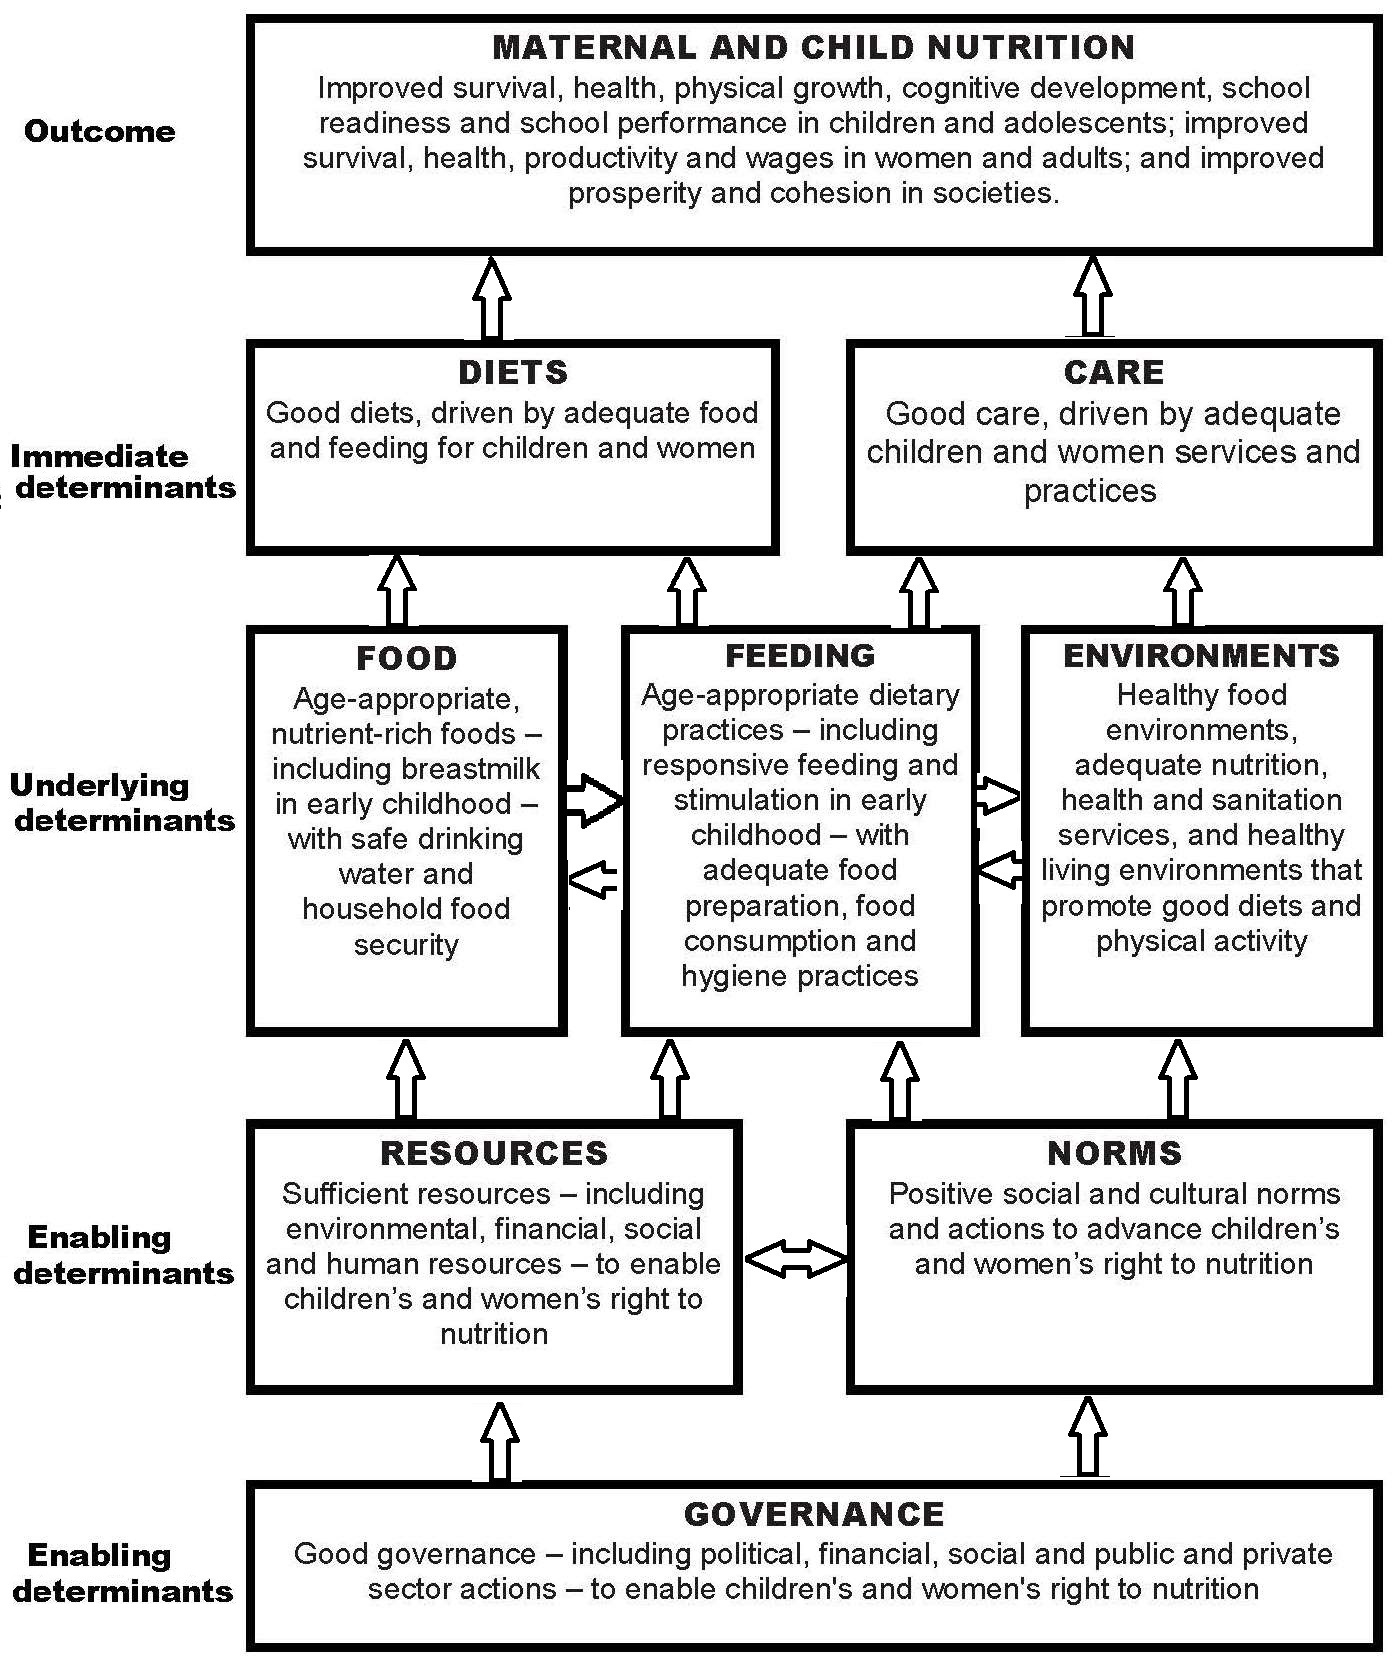 MATERNAL AND CHILD NUTRITION
Improved survival, health, physical growth, cognitive development, school
readiness and school performance in children and adolescents; improved
survival, health, productivity and wages in women and adults; and improved
prosperity and cohesion in societies.
Outcome
DIETS
Good diets, driven by adequate food
and feeding for children and women
CARE
Good care, driven by adequate
children and women services and
practices
Immediate
determinants
FOOD
Age-appropriate,
nutrient-rich foods –
including breastmilk
in early childhood –
with safe drinking
water and
household food
security
FEEDING
Age-appropriate dietary
practices – including
responsive feeding and
stimulation in early
childhood – with
adequate food
preparation, food
consumption and
hygiene practices
ENVIRONMENTS
Healthy food
environments,
adequate nutrition,
health and sanitation
services, and healthy
living environments that
promote good diets and
physical activity
Underlying
determinants
RESOURCES
Sufficient resources – including
environmental, financial, social
and human resources – to enable
children’s and women’s right to
nutrition
NORMS
Positive social and cultural norms
and actions to advance children’s
and women’s right to nutrition
Enabling
determinants
GOVERNANCE
Good governance – including political, financial, social and public and private
sector actions – to enable children's and women's right to nutrition
Enabling
determinants